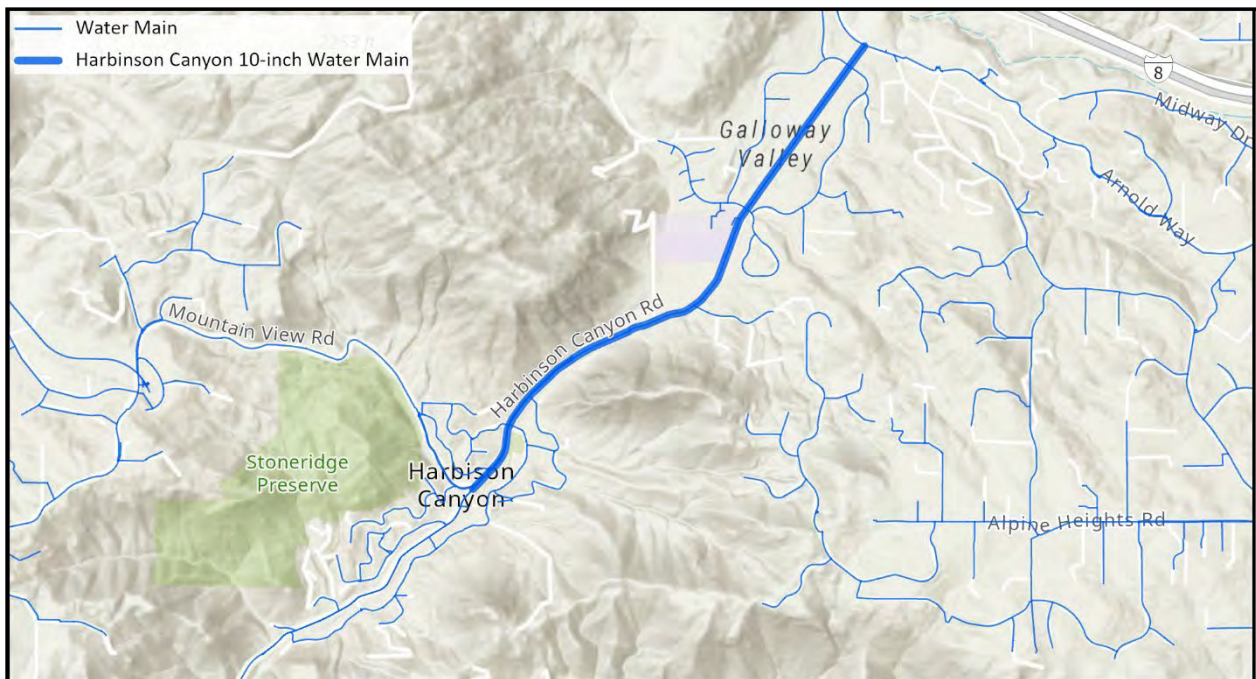 Water Main
Harbinson Canyon 10-inch Water Main
8
Midway Dr
Galloway
Valley
Arnold Way
Mountain View Rd
Harbinson Canyon Rd
Stoneridge
Preserve
Harbison
Canyon
Alpine Heights Rd